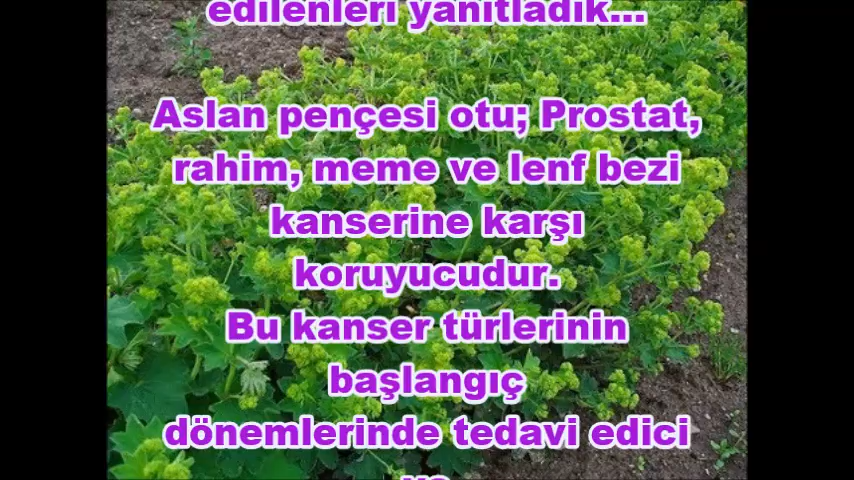 edilenleri yanıtladık...
Aslan pençesi otu; Prostat,
rahim, meme ve lenf bezi
kanserine karşı
koruyucudur.
Bu kanser türlerinin
başlangıç
dönemlerinde tedavi edici